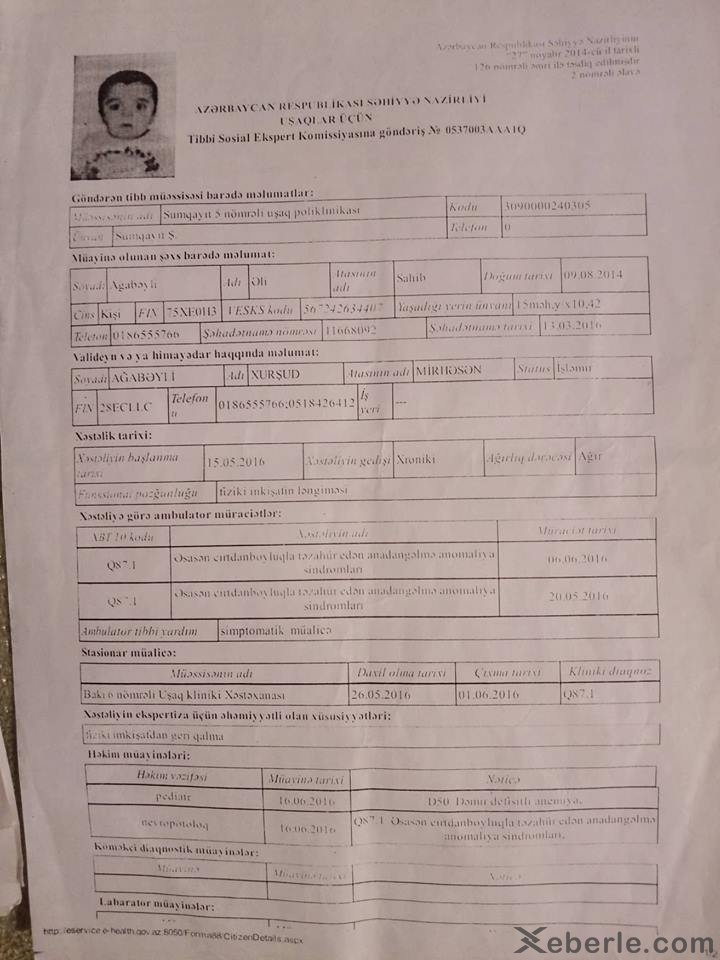 Azərbaycan Respublikası Səhiyyə Nazirliyinin
"27" noyabr 2014-cü il tarixli
126 nömrəli əmri ilə təsdiq edilmişdir
2 nömrəli əlavə
AZƏRBAYCAN RESPUBLİKASI SƏHİYYƏ NAZİRLİYİ
UŞAQLAR ÜÇÜN
Tibbi Sosial Ekspert Komissiyasına göndəriş № 0537003AAA1Q
Göndərən tibb müəssisəsi barədə məlumatlar:
Müəssisənin adı Sumqayıt 5 nömrəli uşaq poliklinikası Kodu 3090000240305
Ünvan Sumqayıt Ş. Telefon 0
Müayinə olunan şəxs barədə məlumat:
Soyadı Ağabəyli Adı Əli Atasının adı Sahib Doğum tarixi 09.08.2014
Cins Kişi FİN 75XE0H3 VESKS kodu 567242634407 Yaşadığı yerin ünvanı 15məh,y x10,42
Telefon 0186555766 Şəhadətnamə nömrəsi 11668092 Şəhadətnamə tarixi 13.03.2016
Valideyn və ya himayədar haqqında məlumat:
Soyadı AĞABƏYLİ Adı XURŞUD Atasının adı MİRHƏSƏN Status İşləmir
FİN 28ECLLC Telefon u 0186555766;0518426412 İş yeri ---
Xəstəlik tarixi:
Xəstəliyin başlanma tarixi 15.05.2016 Xəstəliyin gedişi Xroniki Ağırlıq dərəcəsi Ağır
Funksional pozğunluğu fiziki inkişafın ləngiməsi
Xəstəliyə görə ambulator müraciətlər:
XBT 10 kodu Xəstəliyin adı Müraciət tarixi
Q87.1 Əsasən cırtdanboyluqla təzahür edən anadangəlmə anomaliya sindromları 06.06.2016
Q87.1 Əsasən cırtdanboyluqla təzahür edən anadangəlmə anomaliya sindromları 20.05.2016
Ambulator tibbi yardım simptomatik müalicə
Stasionar müalicə:
Müəssisənin adı Daxil olma tarixi Çıxma tarixi Kliniki diaqnoz
Bakı 6 nömrəli Uşaq kliniki Xəstəxanası 26.05.2016 01.06.2016 Q87.1
Xəstəliyin ekspertiza üçün əhəmiyyətli olan xüsusiyyətləri:
fiziki inkişafdan geri qalma
Həkim müayinələri:
Həkim vəzifəsi Müayinə tarixi Nəticə
pediatr 16.06.2016 D50 Dəmir defisitli anemiya,
nevropotoloq 16.06.2016 Q87.1 Əsasən cırtdanboyluqla təzahür edən anadangəlmə anomaliya sindromları,
Köməkçi diaqnostik müayinələr:
Müayinə Müayinə tarixi Nəticə
Labarator müayinələr:
http://eservice.e-health.gov.az:8050/Forma88/CitizenDetails.aspx
Xeberle.com